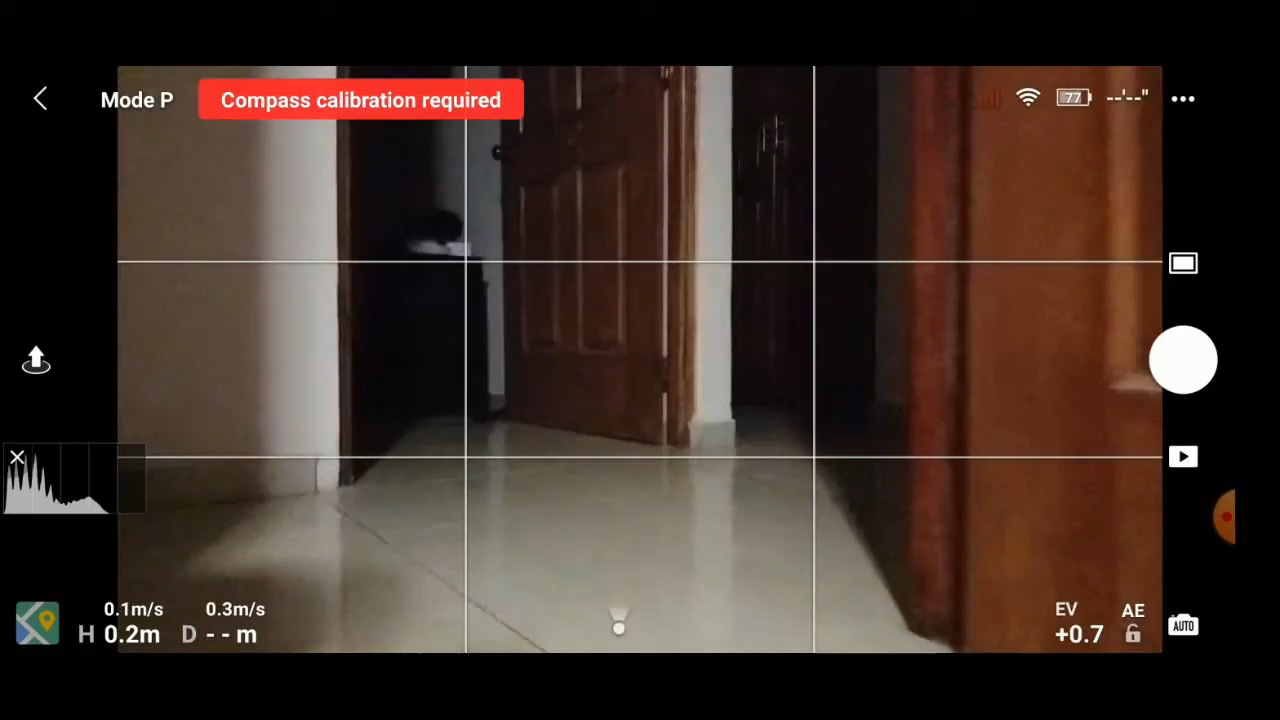 Mode P
Compass calibration required
77
--'--"
0.1m/s
0.3m/s
H 0.2m
D - - m
EV
+0.7
AE
AUTO